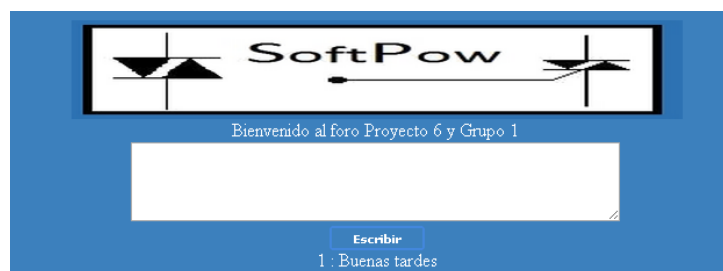 SoftPow
Bienvenido al foro Proyecto 6 y Grupo 1
Escribir
1 : Buenas tardes